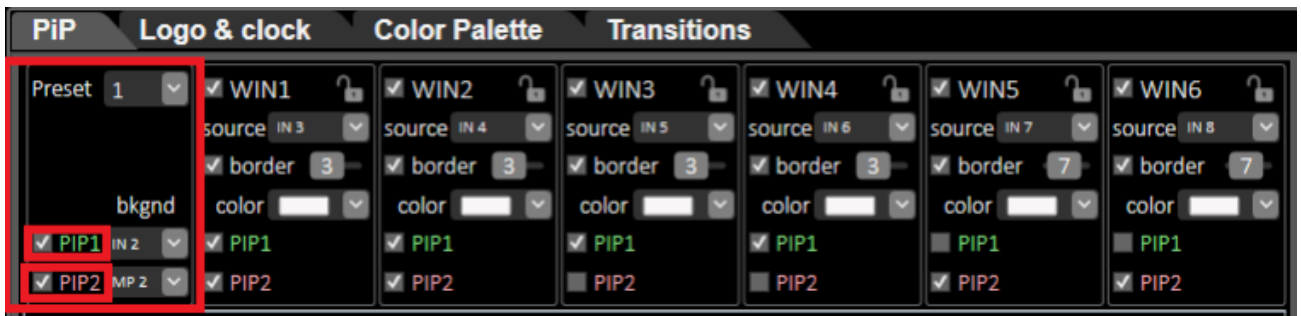 PiP Logo & clock Color Palette Transitions
Preset 1 WIN1 WIN2 WIN3 WIN4 WIN5 WIN6
source IN 3 source IN 4 source IN 5 source IN 6 source IN 7 source IN 8
border 3 border 3 border 3 border 3 border 7 border 7
bkgnd color color color color color color
PIP1 IN 2 PIP1 PIP1 PIP1 PIP1 PIP1 PIP1
PIP2 MP 2 PIP2 PIP2 PIP2 PIP2 PIP2 PIP2